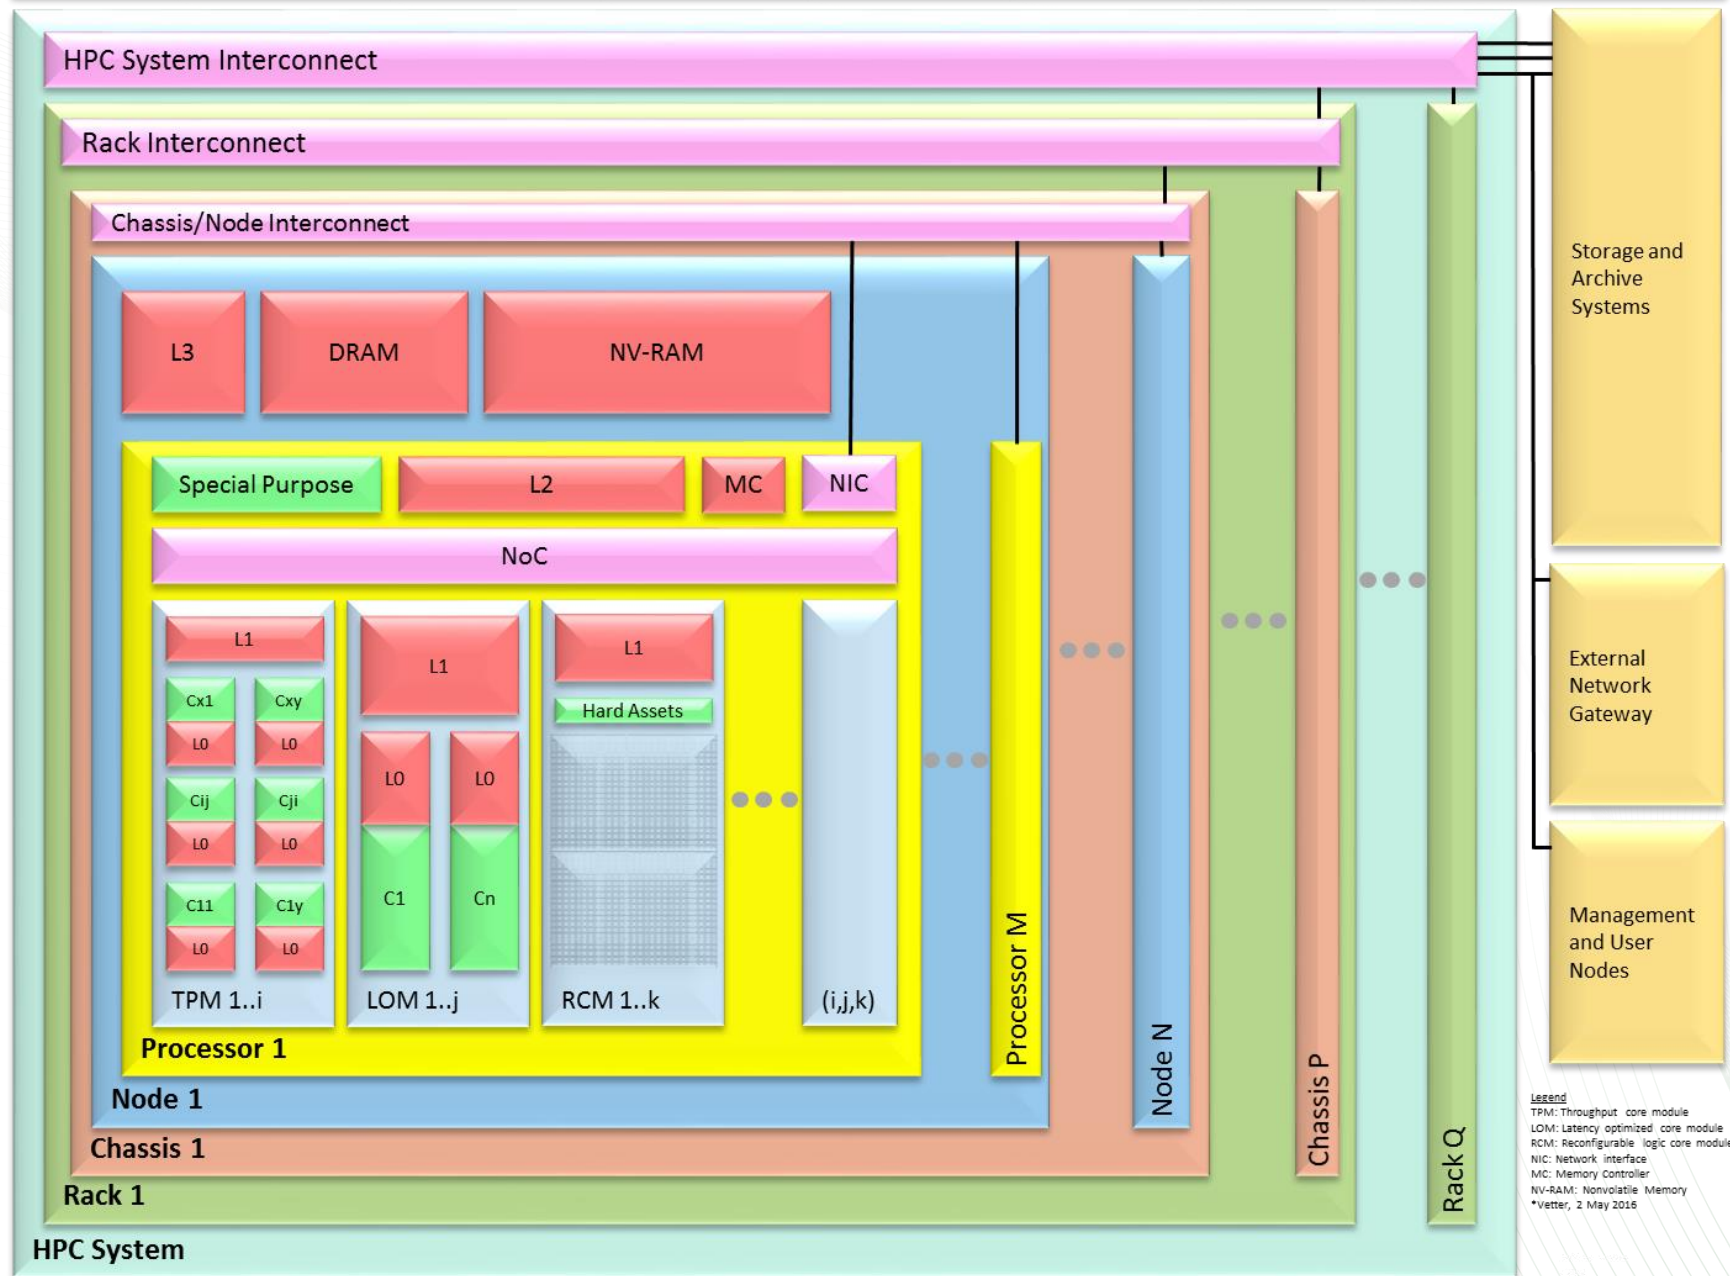 HPC System Interconnect
Rack Interconnect
Chassis/Node Interconnect
L3
DRAM
NV-RAM
Special Purpose
L2
MC
NIC
NoC
L1
Cx1
Cxy
L0
L0
Cij
Cji
L0
L0
C11
C1y
L0
L0
TPM 1..i
L1
L0
L0
C1
Cn
LOM 1..j
L1
Hard Assets
RCM 1..k
(i,j,k)
Processor 1
Processor M
Node 1
Node N
Chassis 1
Chassis P
Rack 1
Rack Q
HPC System
Storage and
Archive
Systems
External
Network
Gateway
Management
and User
Nodes
Legend
TPM: Throughput core module
LOM: Latency optimized core module
RCM: Reconfigurable logic core module
NIC: Network interface
MC: Memory Controller
NV-RAM: Nonvolatile Memory
*Vetter, 2 May 2016